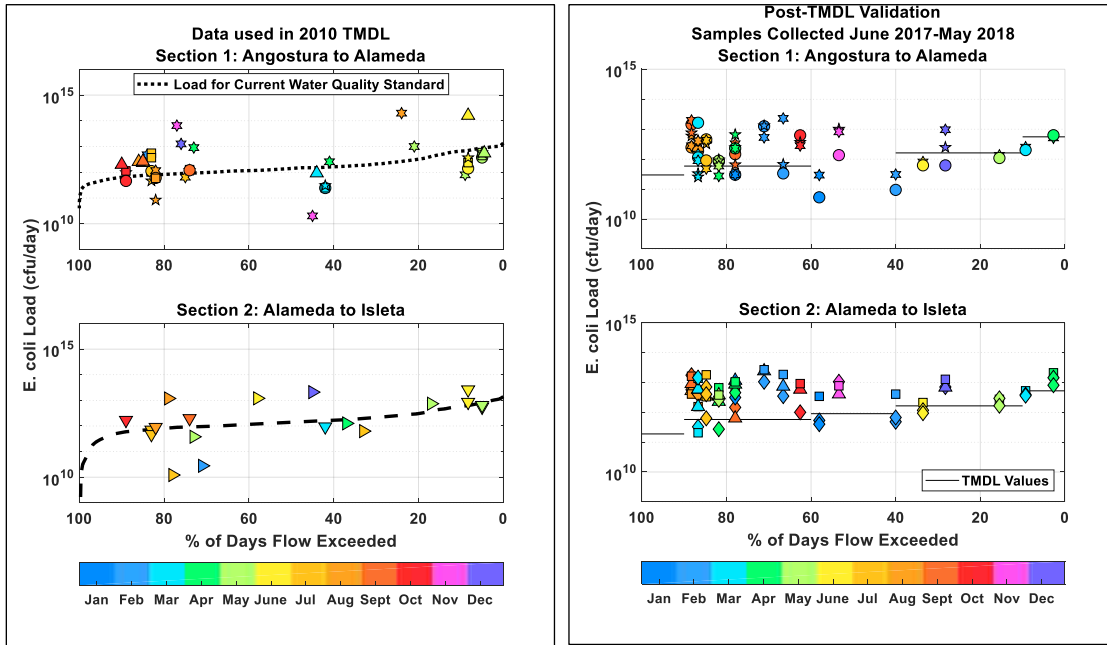 Data used in 2010 TMDL
Section 1: Angostura to Alameda
Load for Current Water Quality Standard
10^15
10^10
100 80 60 40 20 0
Section 2: Alameda to Isleta
10^15
10^10
100 80 60 40 20 0
E. coli Load (cfu/day)
% of Days Flow Exceeded
Jan Feb Mar Apr May June Jul Aug Sept Oct Nov Dec
Post-TMDL Validation
Samples Collected June 2017-May 2018
Section 1: Angostura to Alameda
10^15
10^10
100 80 60 40 20 0
Section 2: Alameda to Isleta
10^15
10^10
TMDL Values
100 80 60 40 20 0
E. coli Load (cfu/day)
% of Days Flow Exceeded
Jan Feb Mar Apr May June Jul Aug Sept Oct Nov Dec